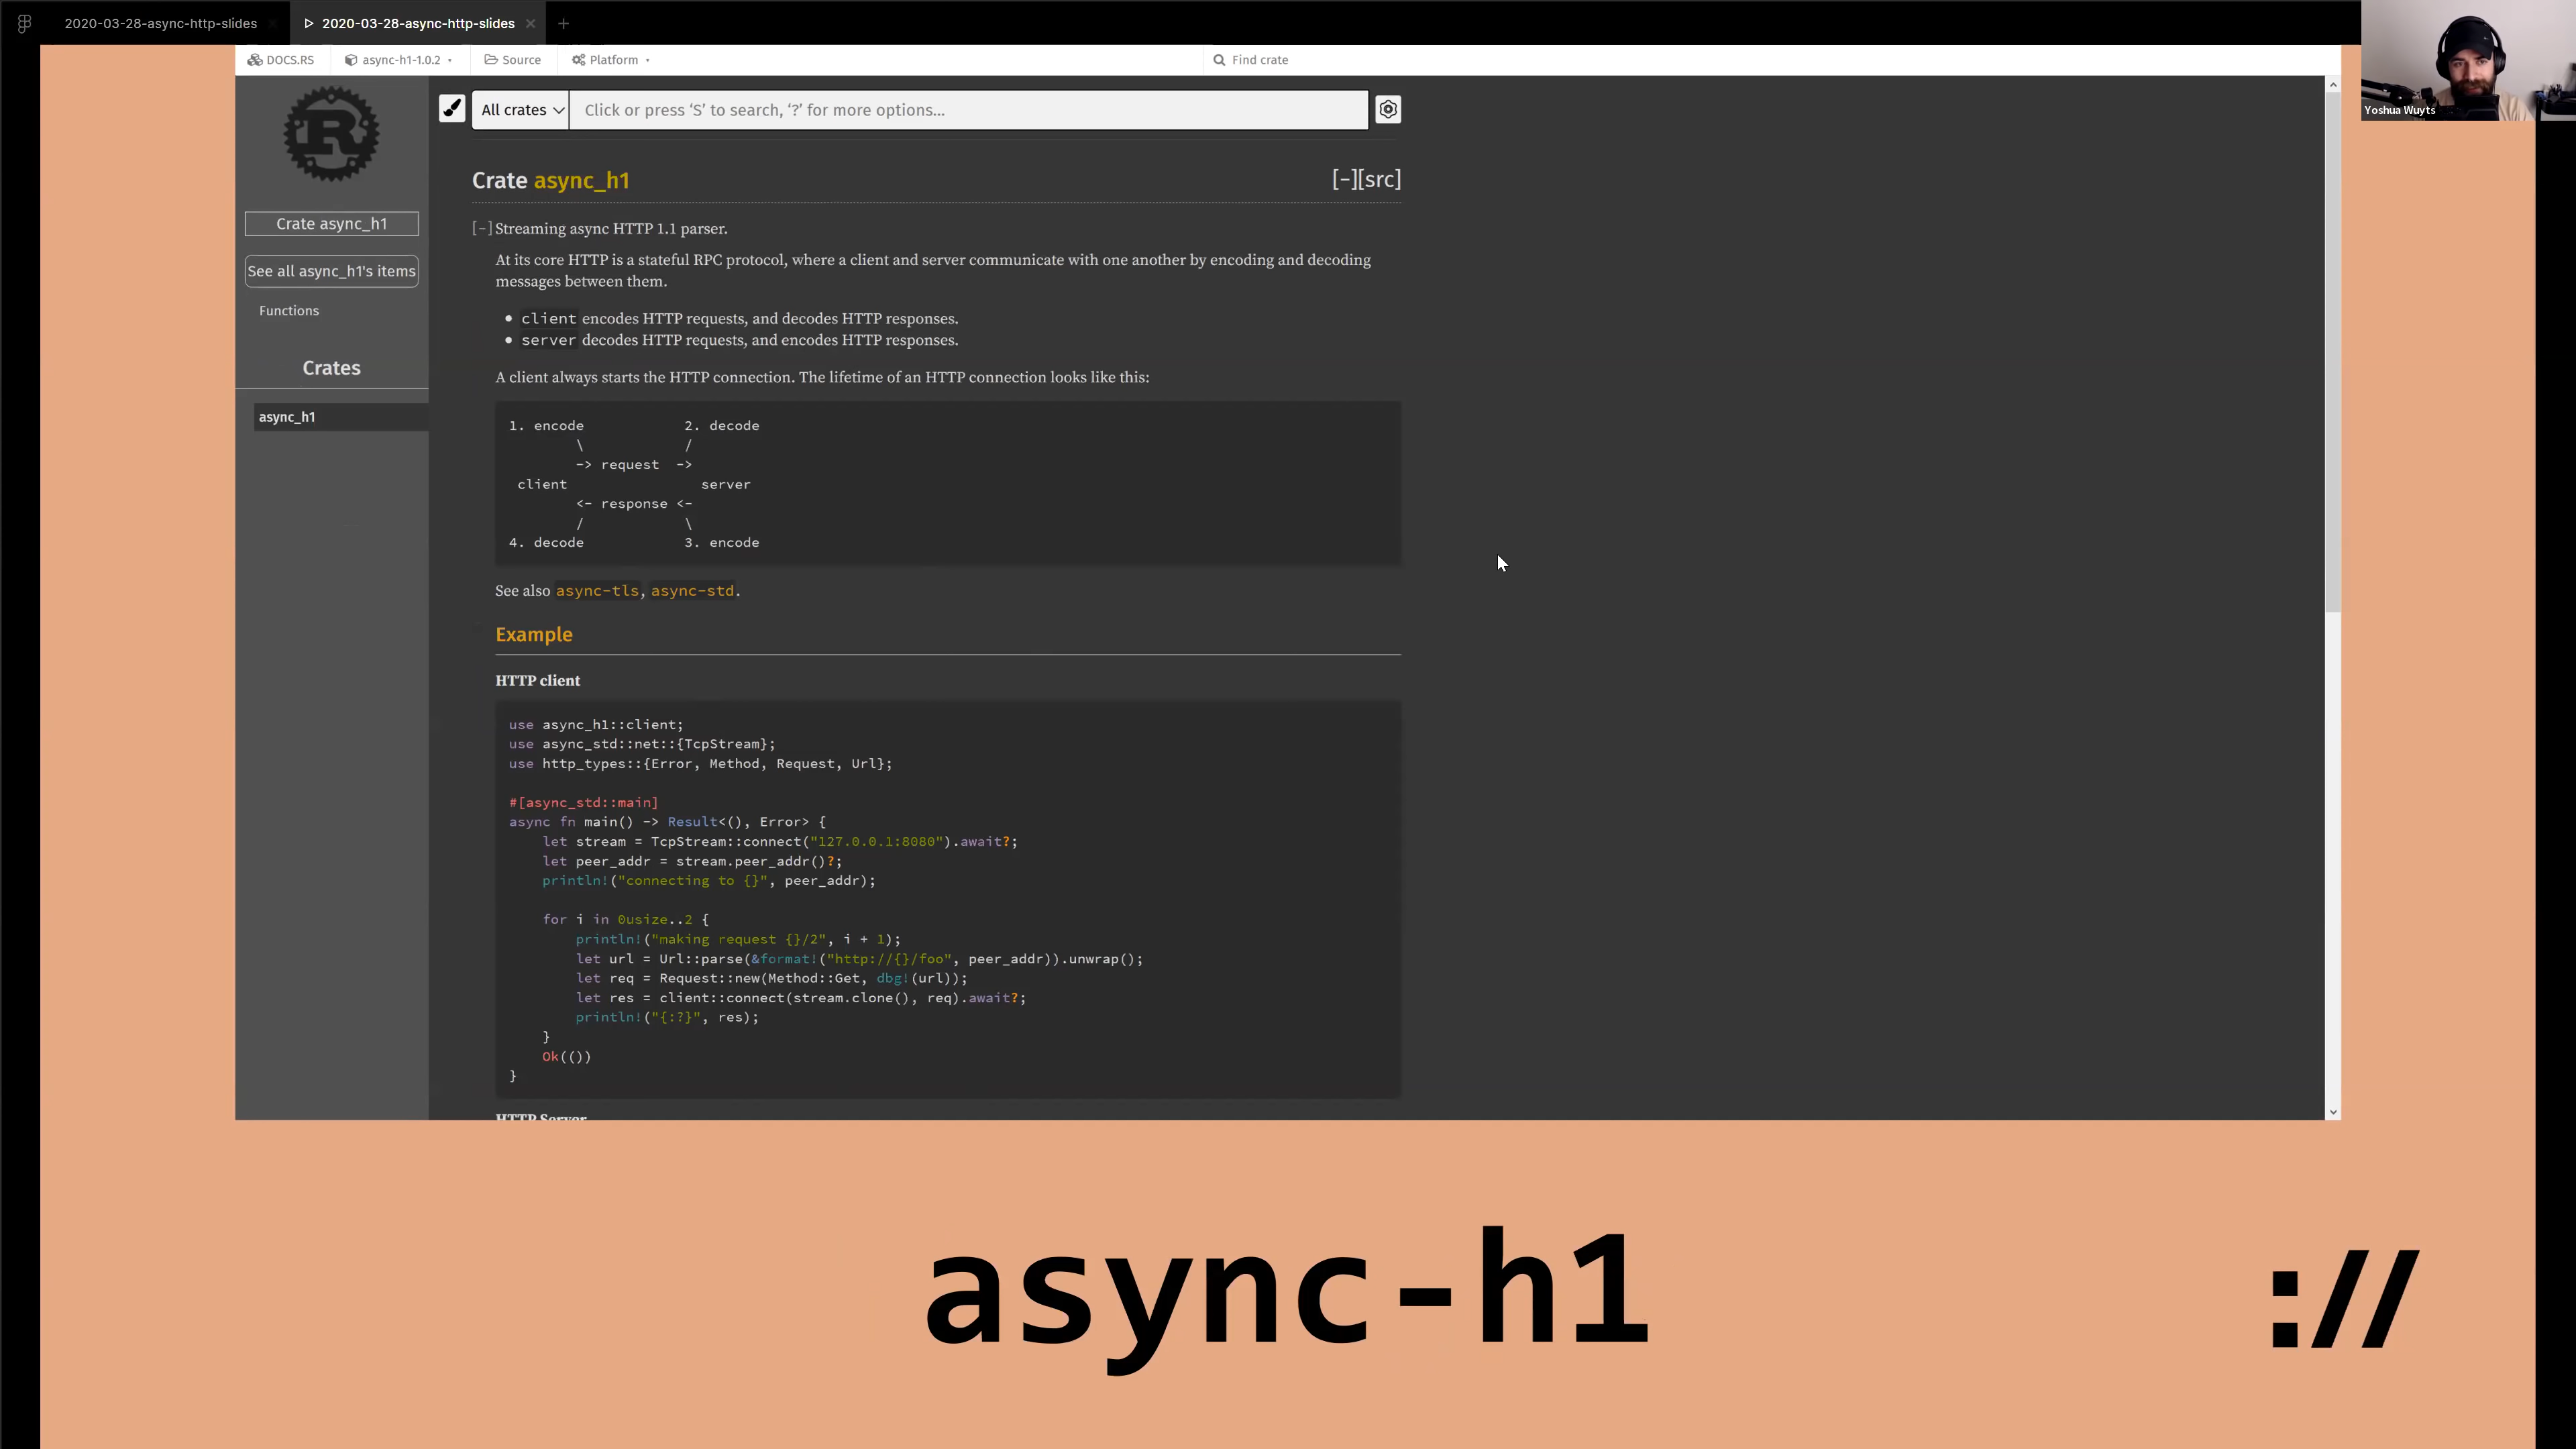 2020-03-28-async-http-slides
2020-03-28-async-http-slides
Yoshua Wuyts
DOCS.RS
async-h1-1.0.2
Source
Platform
Find crate
All crates
Click or press ‘S’ to search, ‘?’ for more options…
Crate async_h1
See all async_h1's items
Functions
Crates
async_h1
Crate async_h1
[-][src]
[-] Streaming async HTTP 1.1 parser.
At its core HTTP is a stateful RPC protocol, where a client and server communicate with one another by encoding and decoding
messages between them.
• client encodes HTTP requests, and decodes HTTP responses.
• server decodes HTTP requests, and encodes HTTP responses.
A client always starts the HTTP connection. The lifetime of an HTTP connection looks like this:
1. encode            2. decode
         \            /
         -> request  ->
 client                server
         <- response <-
         /            \
4. decode            3. encode
See also async-tls, async-std.
Example
HTTP client
use async_h1::client;
use async_std::net::{TcpStream};
use http_types::{Error, Method, Request, Url};
#[async_std::main]
async fn main() -> Result<(), Error> {
    let stream = TcpStream::connect("127.0.0.1:8080").await?;
    let peer_addr = stream.peer_addr()?;
    println!("connecting to {}", peer_addr);
    for i in 0usize..2 {
        println!("making request {}/2", i + 1);
        let url = Url::parse(&format!("http://{}/foo", peer_addr)).unwrap();
        let req = Request::new(Method::Get, dbg!(url));
        let res = client::connect(stream.clone(), req).await?;
        println!("{:?}", res);
    }
    Ok(())
}
HTTP Server
async-h1
://